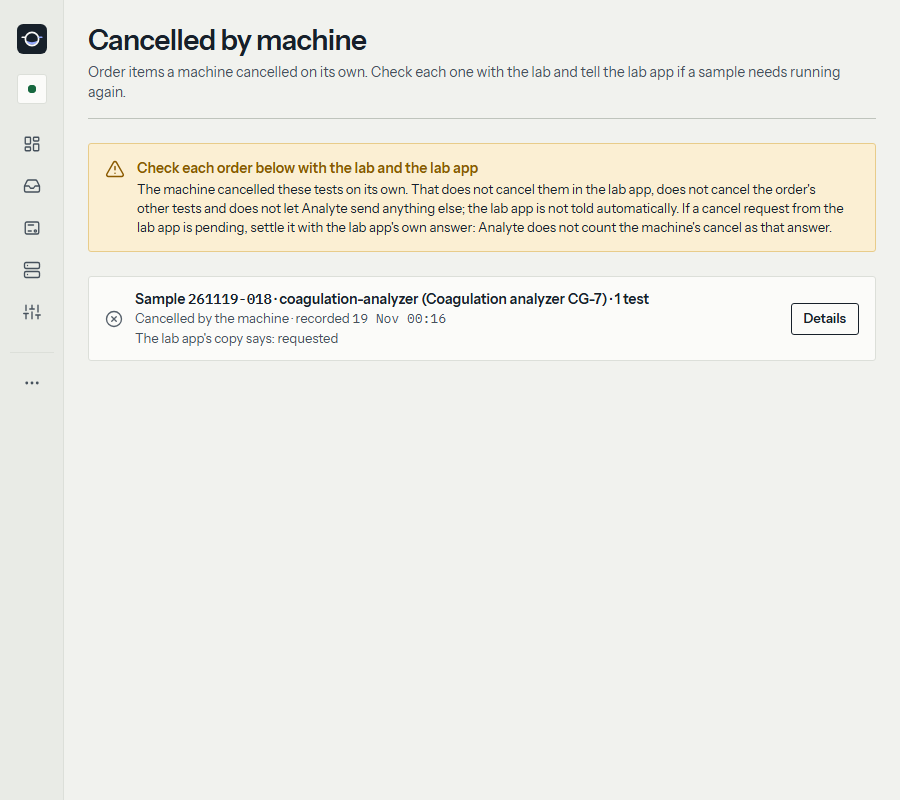 Cancelled by machine
Order items a machine cancelled on its own. Check each one with the lab and tell the lab app if a sample needs running
again.
Check each order below with the lab and the lab app
The machine cancelled these tests on its own. That does not cancel them in the lab app, does not cancel the order's
other tests and does not let Analyte send anything else; the lab app is not told automatically. If a cancel request from the
lab app is pending, settle it with the lab app's own answer: Analyte does not count the machine's cancel as that answer.
Sample 261119-018 · coagulation-analyzer (Coagulation analyzer CG-7) · 1 test
Cancelled by the machine · recorded 19 Nov 00:16
The lab app's copy says: requested
Details